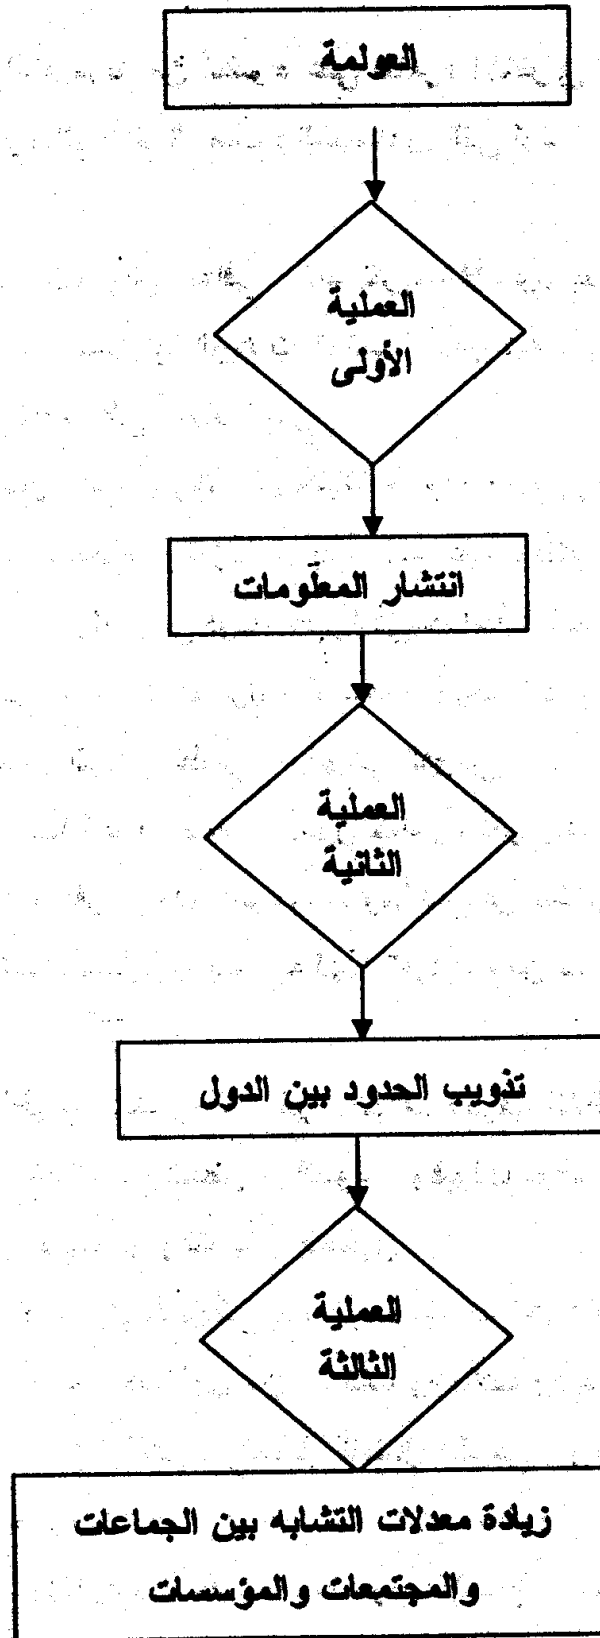 العولمة
العملية
الأولى
انتشار المعلومات
العملية
الثانية
تذويب الحدود بين الدول
العملية
الثالثة
زيادة معدلات التشابه بين الجماعات
والمجتمعات والمؤسسات